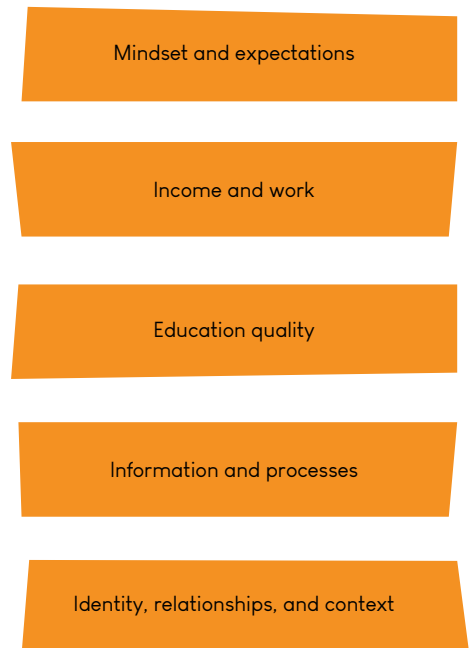 Mindset and expectations
Income and work
Education quality
Information and processes
Identity, relationships, and context